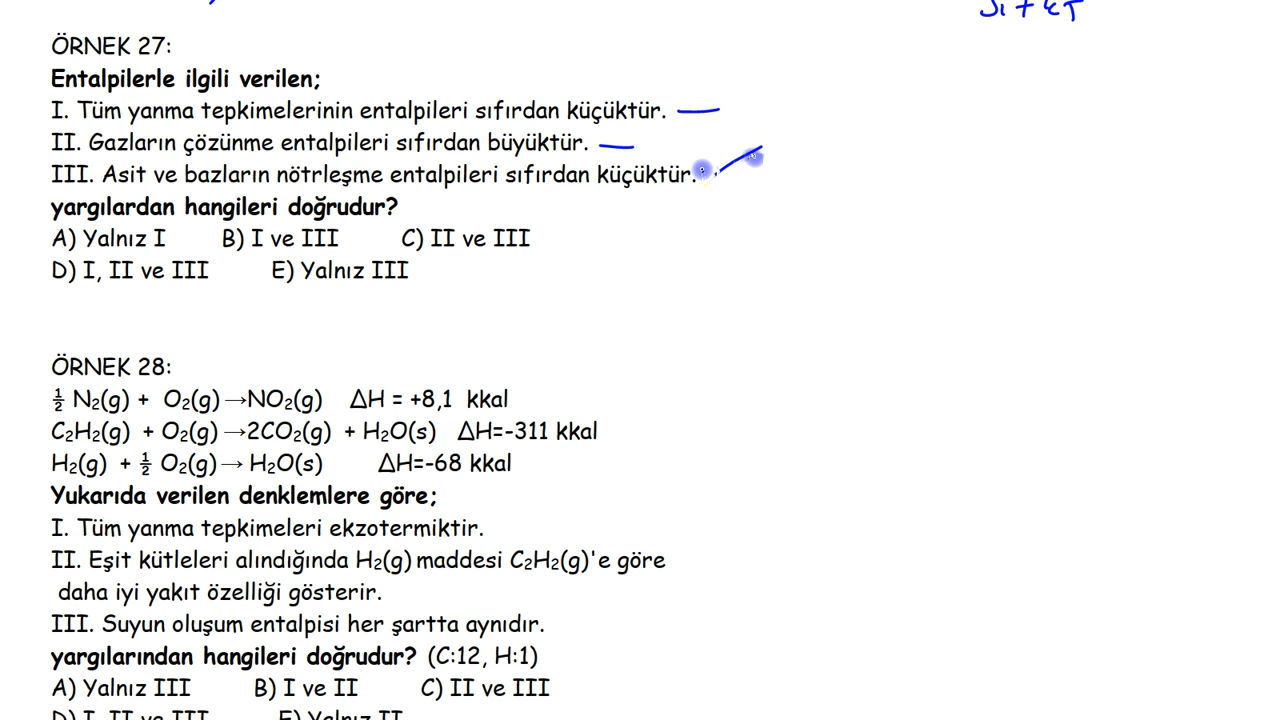 ÖRNEK 27:
Entalpilerle ilgili verilen;
I. Tüm yanma tepkimelerinin entalpileri sıfırdan küçüktür.
II. Gazların çözünme entalpileri sıfırdan büyüktür.
III. Asit ve bazların nötrleşme entalpileri sıfırdan küçüktür.
yargılardan hangileri doğrudur?
A) Yalnız I B) I ve III C) II ve III
D) I, II ve III E) Yalnız III
ÖRNEK 28:
½ N₂(g) + O₂(g) →NO₂(g) ΔH = +8,1 kkal
C₂H₂(g) + O₂(g) →2CO₂(g) + H₂O(s) ΔH=-311 kkal
H₂(g) + ½ O₂(g)→ H₂O(s) ΔH=-68 kkal
Yukarıda verilen denklemlere göre;
I. Tüm yanma tepkimeleri ekzotermiktir.
II. Eşit kütleleri alındığında H₂(g) maddesi C₂H₂(g)'e göre
daha iyi yakıt özelliği gösterir.
III. Suyun oluşum entalpisi her şartta aynıdır.
yargılarından hangileri doğrudur? (C:12, H:1)
A) Yalnız III B) I ve II C) II ve III
D) I, II ve III E) Yalnız II